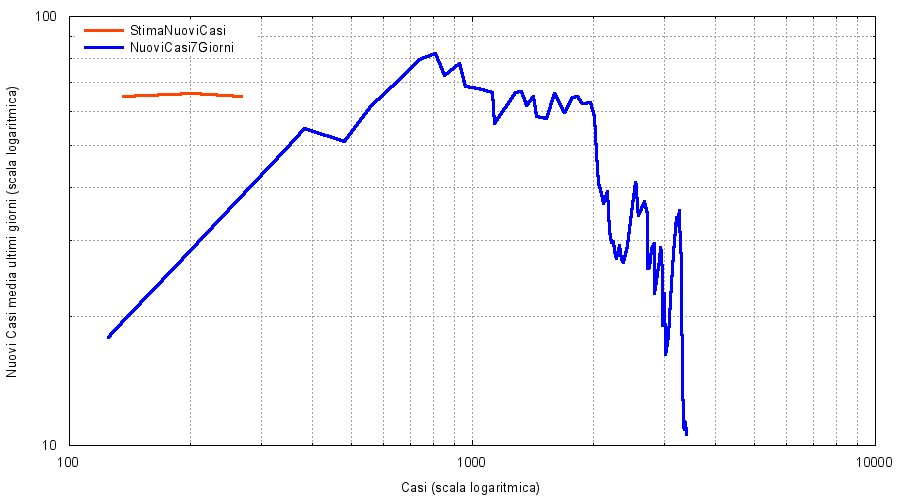 100
StimaNuoviCasi
NuoviCasi7Giorni
Nuovi Casi media ultimi giorni (scala logaritmica)
10
100
1000
10000
Casi (scala logaritmica)